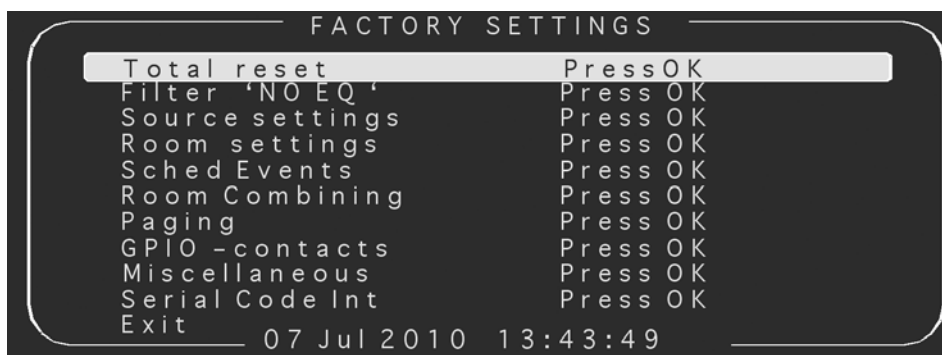 FACTORY SETTINGS
Total reset PressOK
Filter ‘NO EQ ‘ Press OK
Source settings Press OK
Room settings Press OK
Sched Events Press OK
Room Combining Press OK
Paging Press OK
GPIO –contacts Press OK
Miscellaneous Press OK
Serial Code Int Press OK
Exit
07 Jul 2010 13:43:49